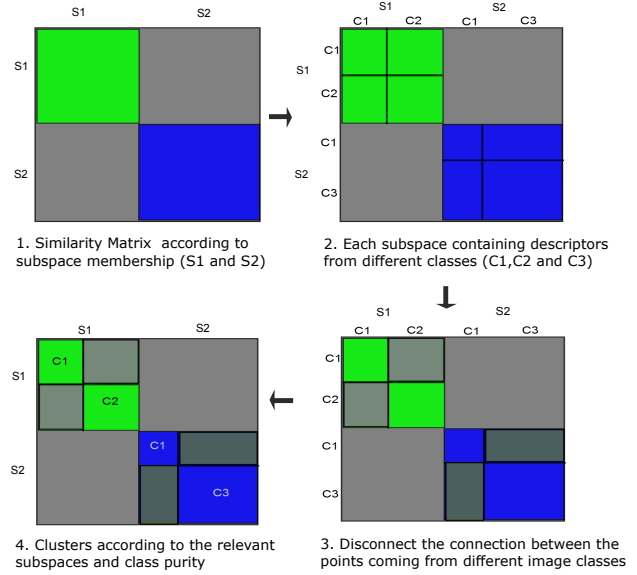 S1 S2
S1
S2
1. Similarity Matrix according to
subspace membership (S1 and S2)
S1 S2
C1 C2 C1 C3
C1
S1
C2
C1
S2
C3
2. Each subspace containing descriptors
from different classes (C1,C2 and C3)
S1 S2
C1 C2 C1 C3
C1
C2
C1
C3
3. Disconnect the connection between the
points coming from different image classes
S1 S2
S1
C1
C2
S2
C1
C3
4. Clusters according to the relevant
subspaces and class purity